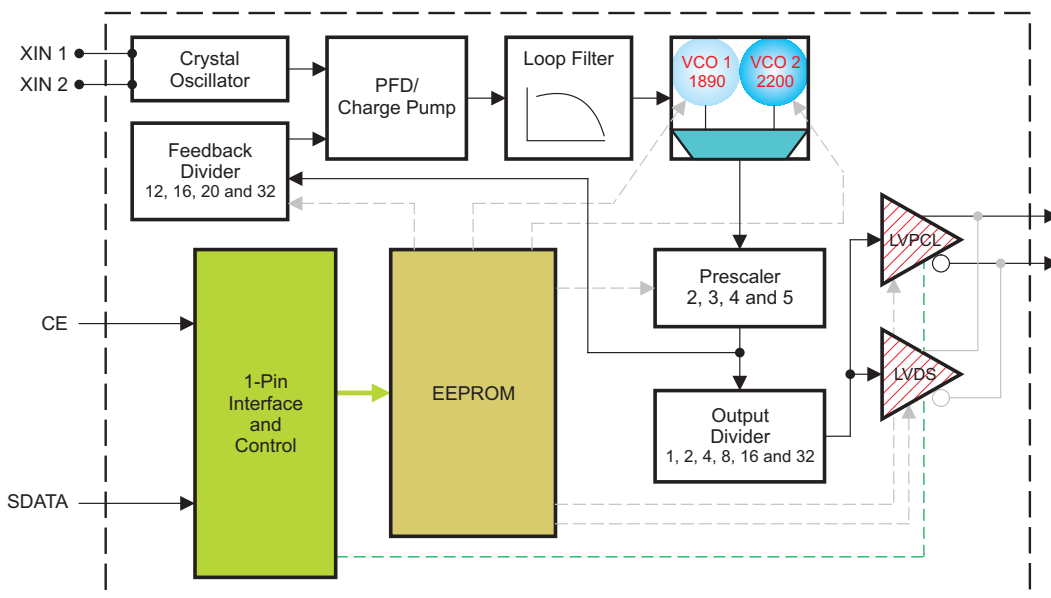 XIN 1
XIN 2
Crystal
Oscillator
PFD/
Charge Pump
Loop Filter
VCO 1
1890
VCO 2
2200
Feedback
Divider
12, 16, 20 and 32
LVPCL
Prescaler
2, 3, 4 and 5
CE
1-Pin
Interface
and
Control
EEPROM
LVDS
Output
Divider
1, 2, 4, 8, 16 and 32
SDATA